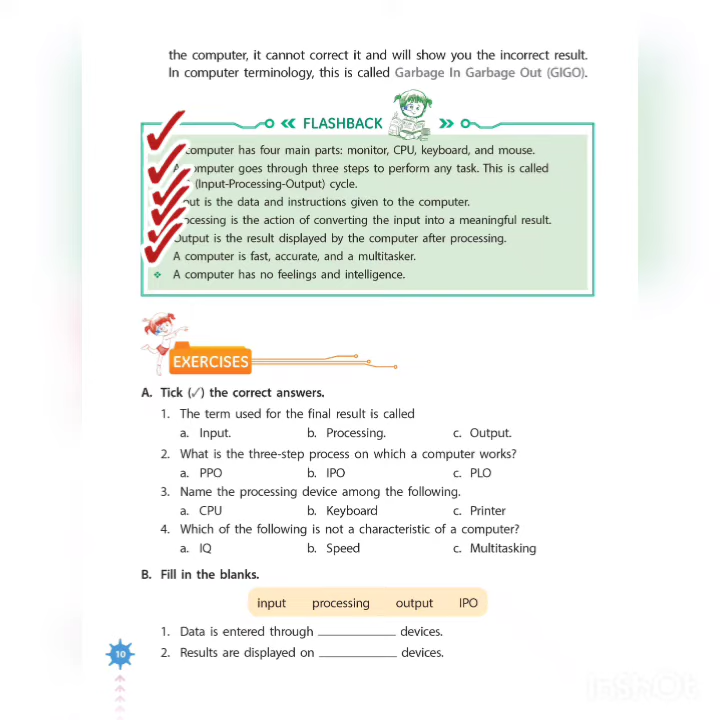 the computer, it cannot correct it and will show you the incorrect result.
In computer terminology, this is called Garbage In Garbage Out (GIGO).
FLASHBACK
computer has four main parts: monitor, CPU, keyboard, and mouse.
A computer goes through three steps to perform any task. This is called
(Input-Processing-Output) cycle.
is the data and instructions given to the computer.
is the action of converting the input into a meaningful result.
Output is the result displayed by the computer after processing.
A computer is fast, accurate, and a multitasker.
❖ A computer has no feelings and intelligence.
EXERCISES
A. Tick (✓) the correct answers.
1. The term used for the final result is called
a. Input. b. Processing. c. Output.
2. What is the three-step process on which a computer works?
a. PPO b. IPO c. PLO
3. Name the processing device among the following.
a. CPU b. Keyboard c. Printer
4. Which of the following is not a characteristic of a computer?
a. IQ b. Speed c. Multitasking
B. Fill in the blanks.
input processing output IPO
1. Data is entered through ____________ devices.
2. Results are displayed on ____________ devices.
10
InShOt